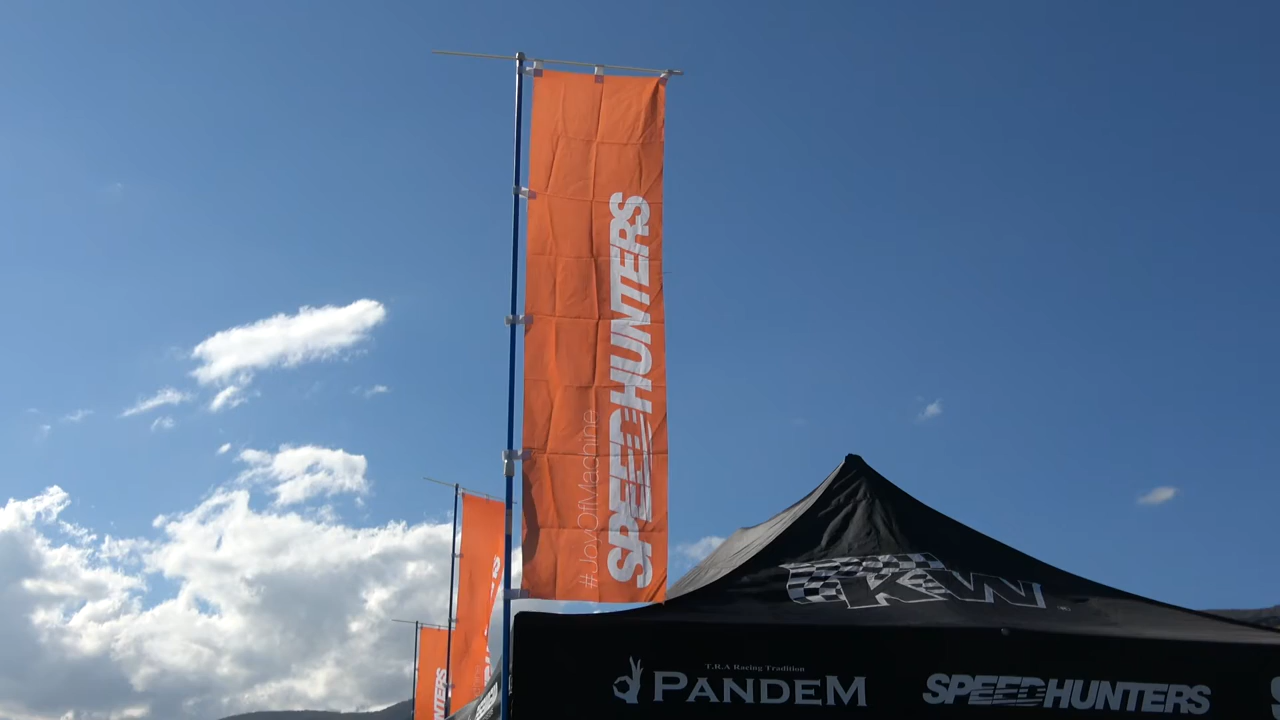 SPEEDHUNTERS
#JoyOfMachine
KW
T.R.A Racing Tradition
PANDEM
SPEEDHUNTERS